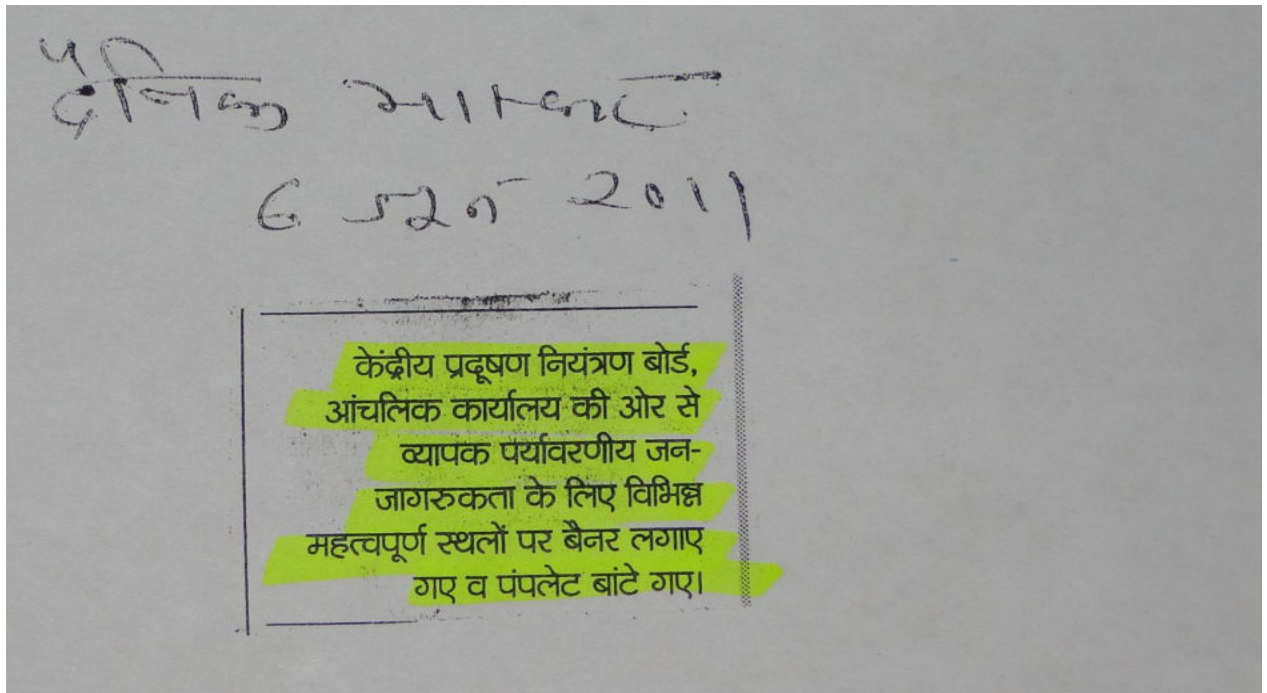 दैनिक भास्कर
6 जून 2011
केंद्रीय प्रदूषण नियंत्रण बोर्ड,
आंचलिक कार्यालय की ओर से
व्यापक पर्यावरणीय जन-
जागरुकता के लिए विभिन्न
महत्वपूर्ण स्थलों पर बैनर लगाए
गए व पंपलेट बांटे गए।